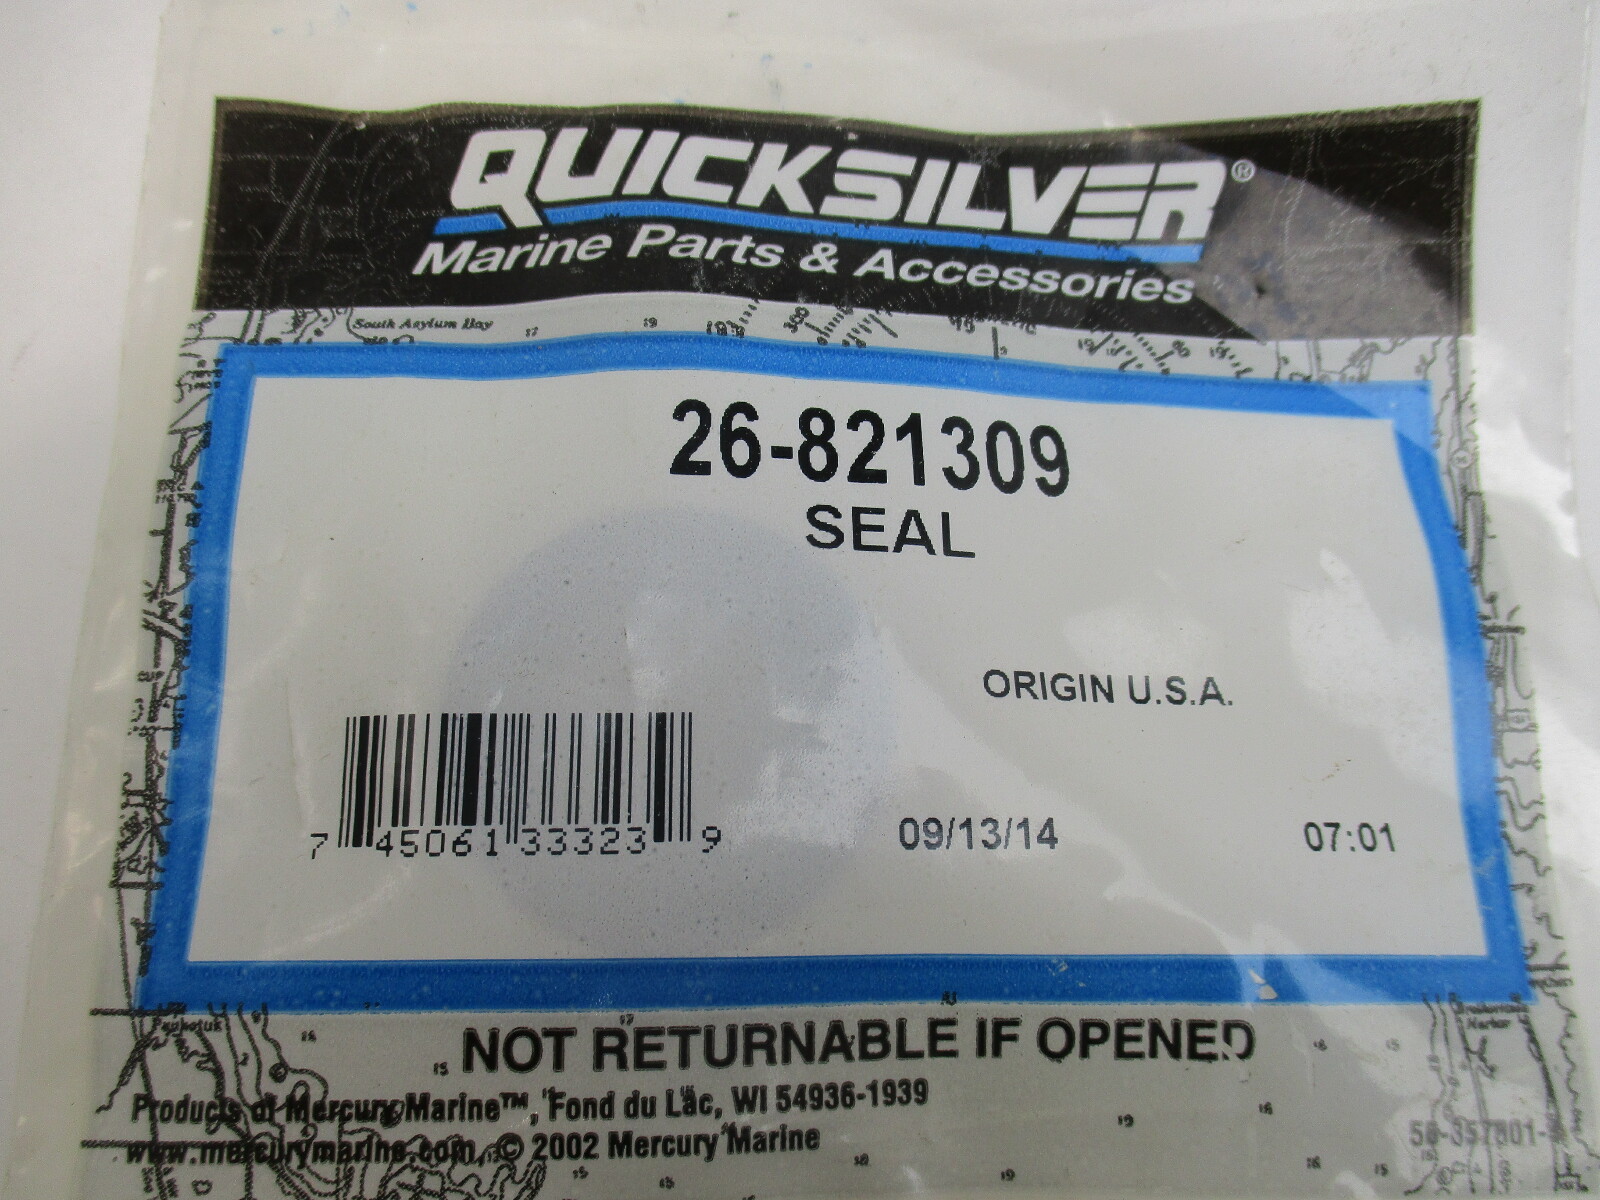 QUICKSILVER®
Marine Parts & Accessories
South Asylum Bay
26-821309
SEAL
ORIGIN U.S.A.
7 45061 33323 9
09/13/14
07:01
NOT RETURNABLE IF OPENED
Products of Mercury Marine™, Fond du Lac, WI 54936-1939
www.mercurymarine.com, © 2002 Mercury Marine